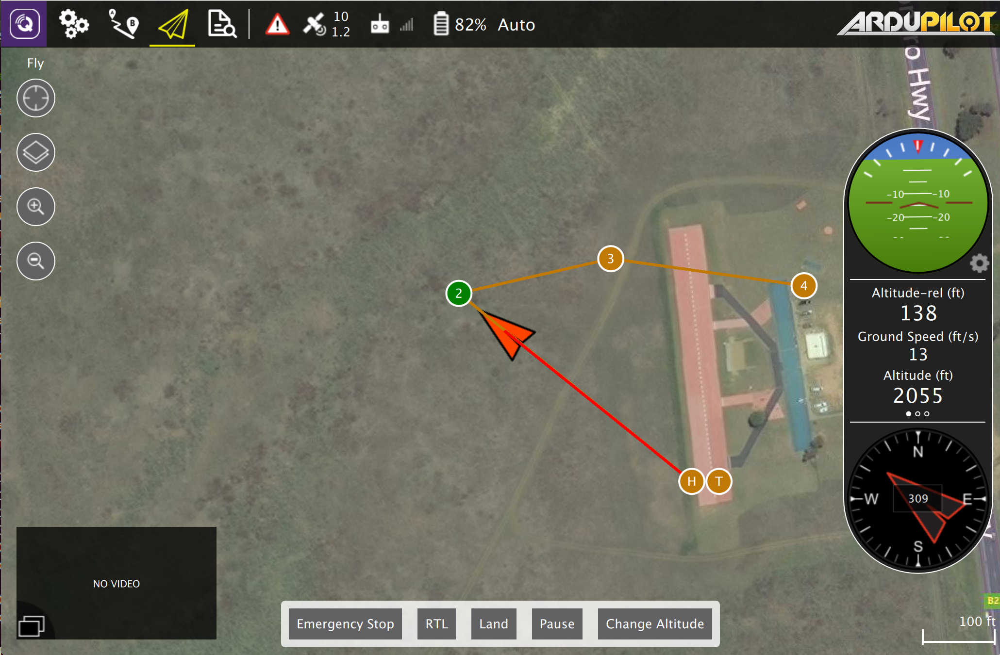 10
1.2
82%
Auto
ARDUPILOT
Fly
A
B
ro Hwy
-10 -10
-20 -20
3
2
4
H
T
Altitude-rel (ft)
138
Ground Speed (ft/s)
13
Altitude (ft)
2055
N
W
309
E
S
NO VIDEO
Emergency Stop
RTL
Land
Pause
Change Altitude
B2
100 ft